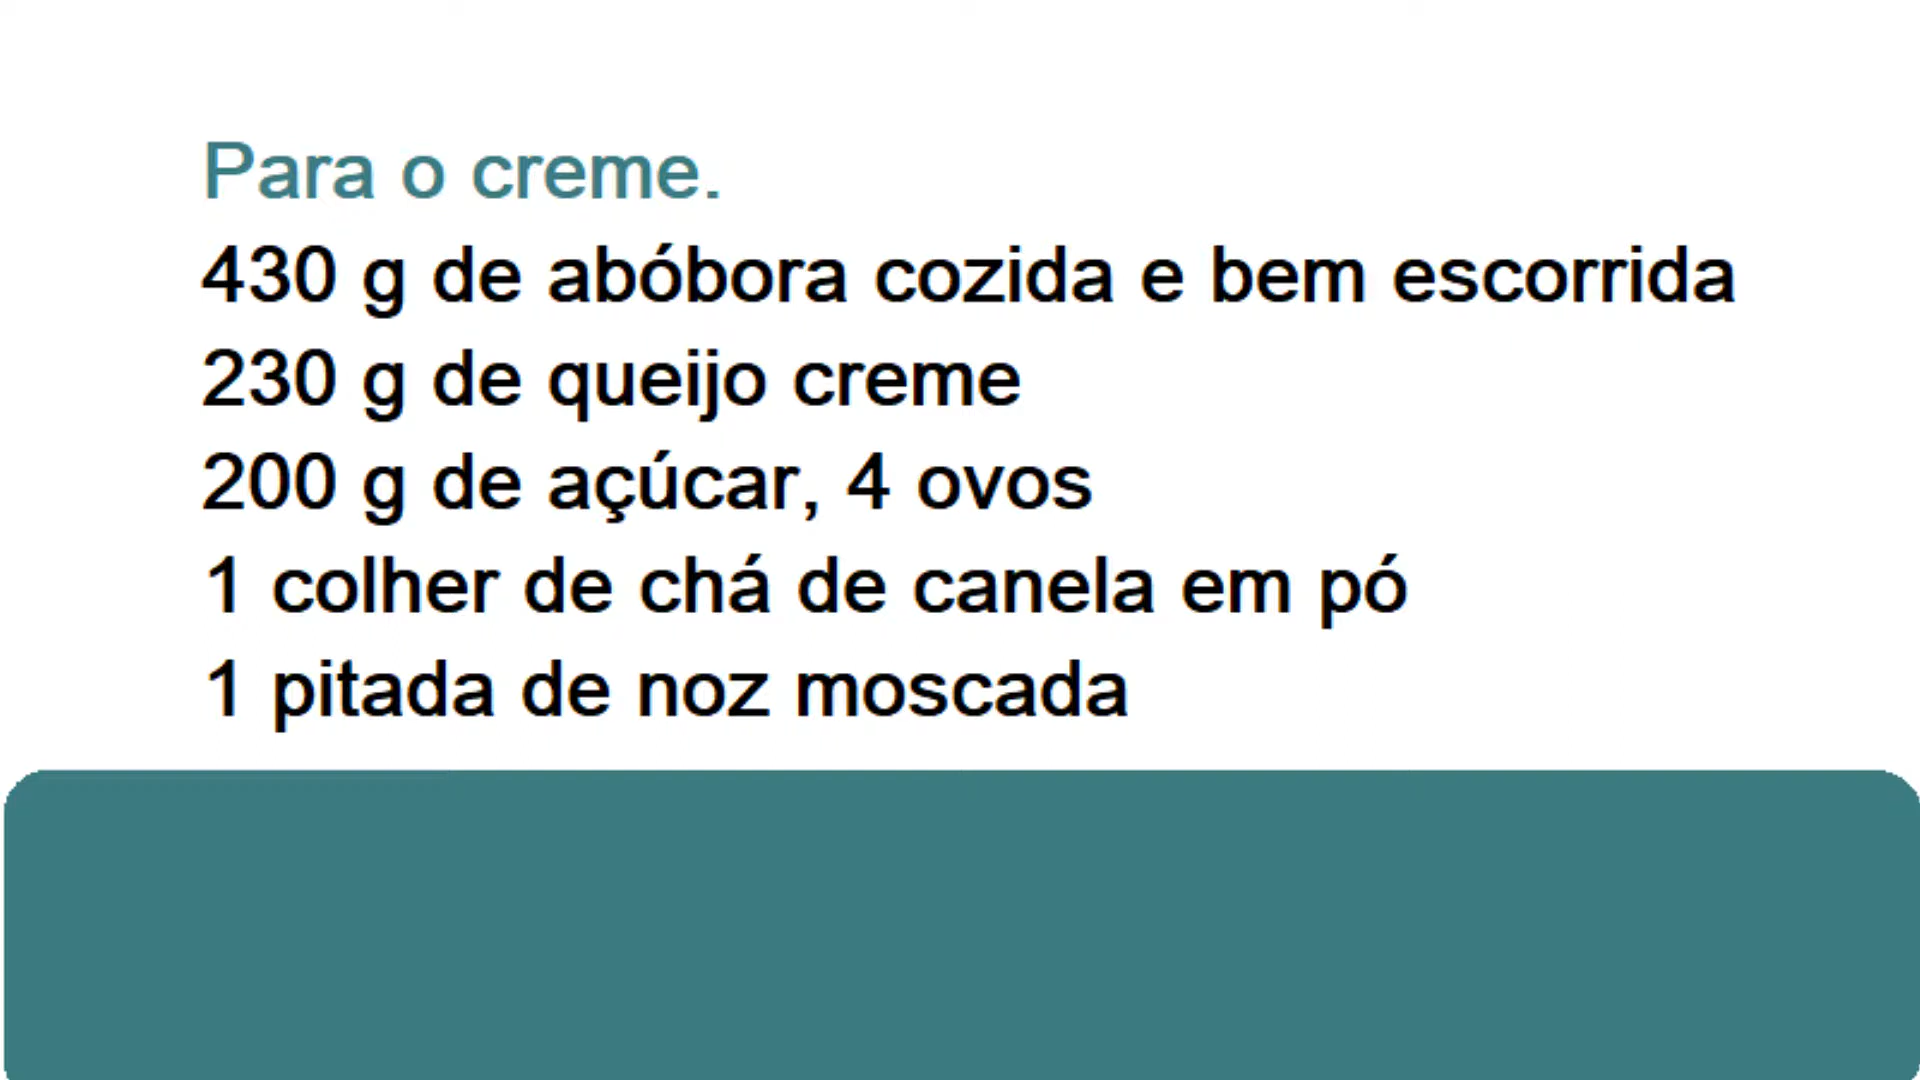 Para o creme.
430 g de abóbora cozida e bem escorrida
230 g de queijo creme
200 g de açúcar, 4 ovos
1 colher de chá de canela em pó
1 pitada de noz moscada